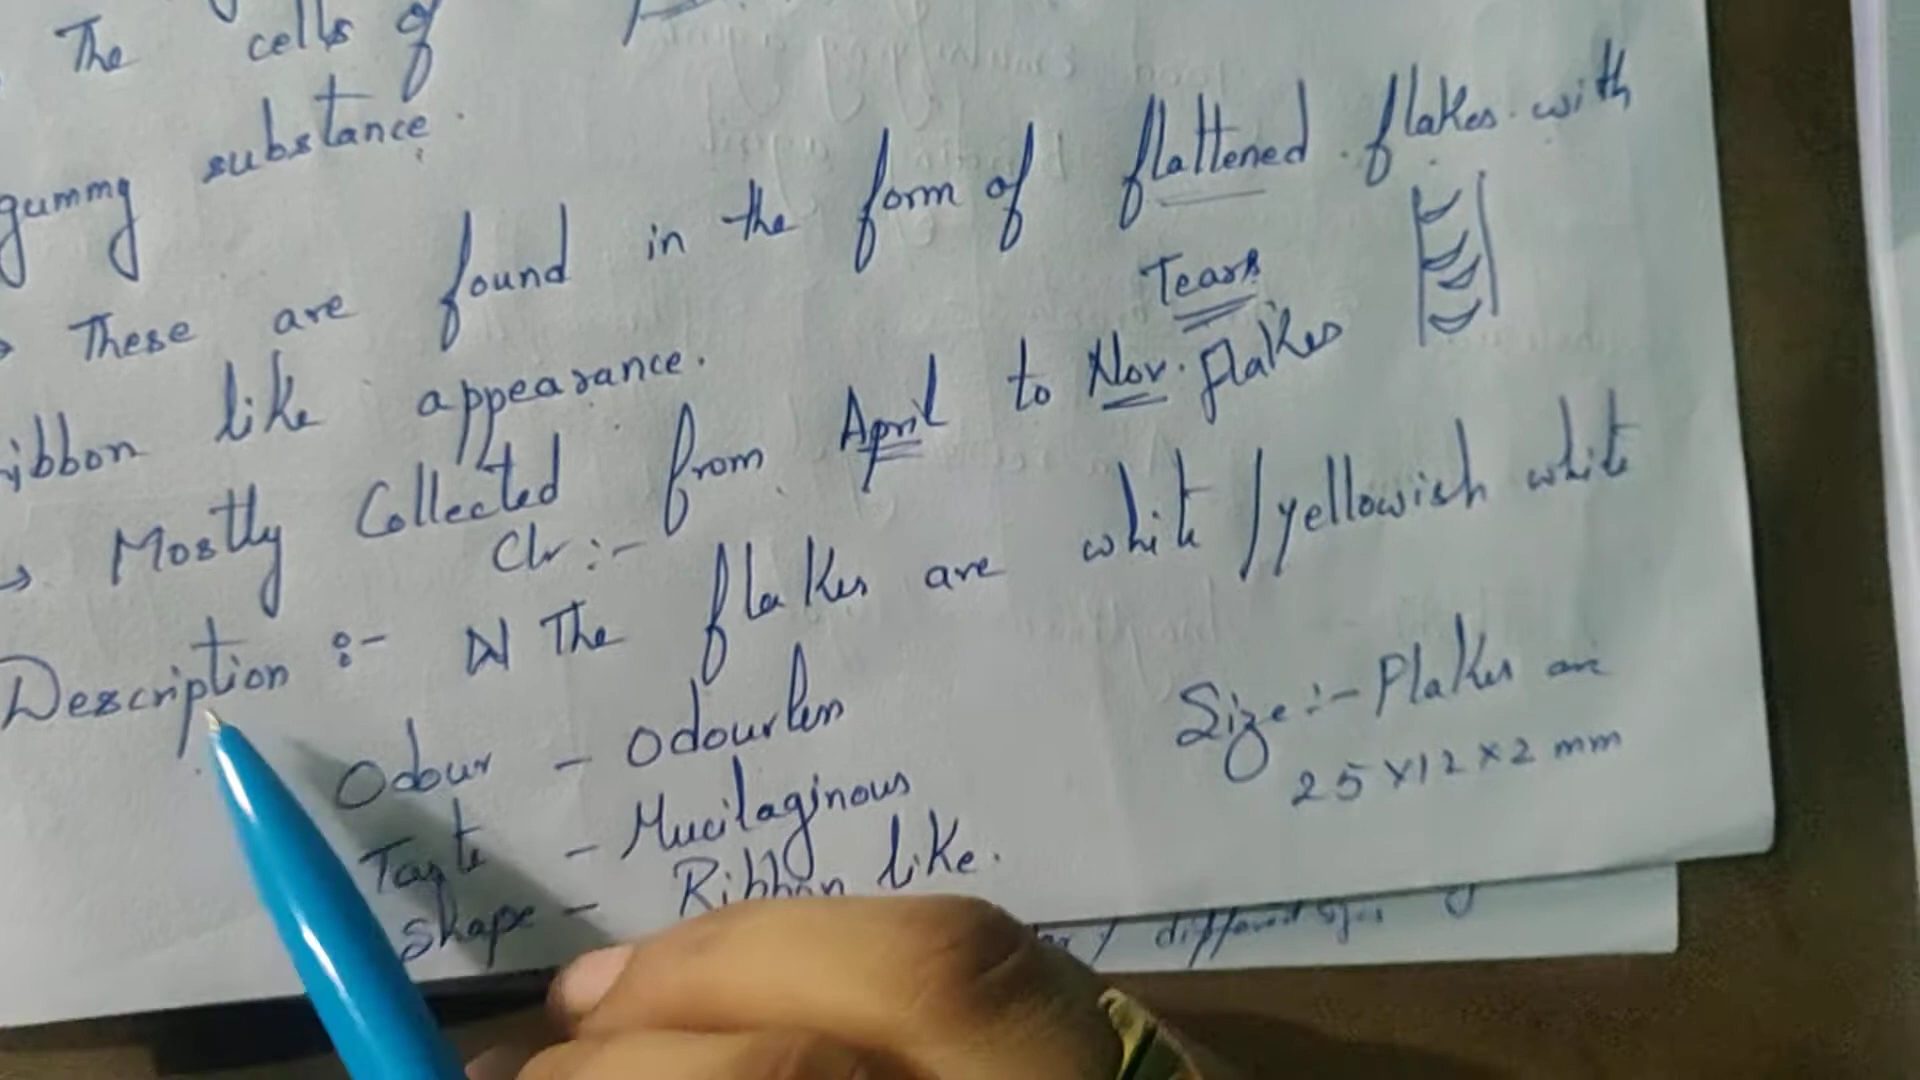 The cells of
gummy substance.
These are found in the form of flattened flakes with
ribbon like appearance.
Tears
→ Mostly Collected from April to Nov. flakes
Clr :-
Description :- The flakes are white / yellowish white
Odour - Odourless
Size :- Flakes are
25 x 12 x 2 mm
Taste - Mucilaginous
Shape - Ribbon like.